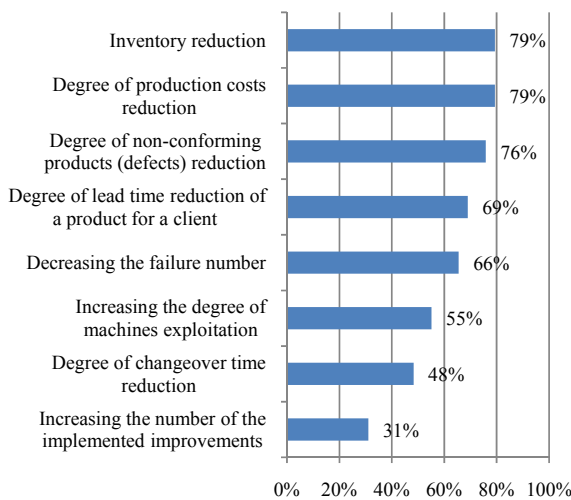 Inventory reduction
79%
Degree of production costs
reduction
79%
Degree of non-conforming
products (defects) reduction
76%
Degree of lead time reduction of
a product for a client
69%
Decreasing the failure number
66%
Increasing the degree of
machines exploitation
55%
Degree of changeover time
reduction
48%
Increasing the number of the
implemented improvements
31%
0% 20% 40% 60% 80% 100%